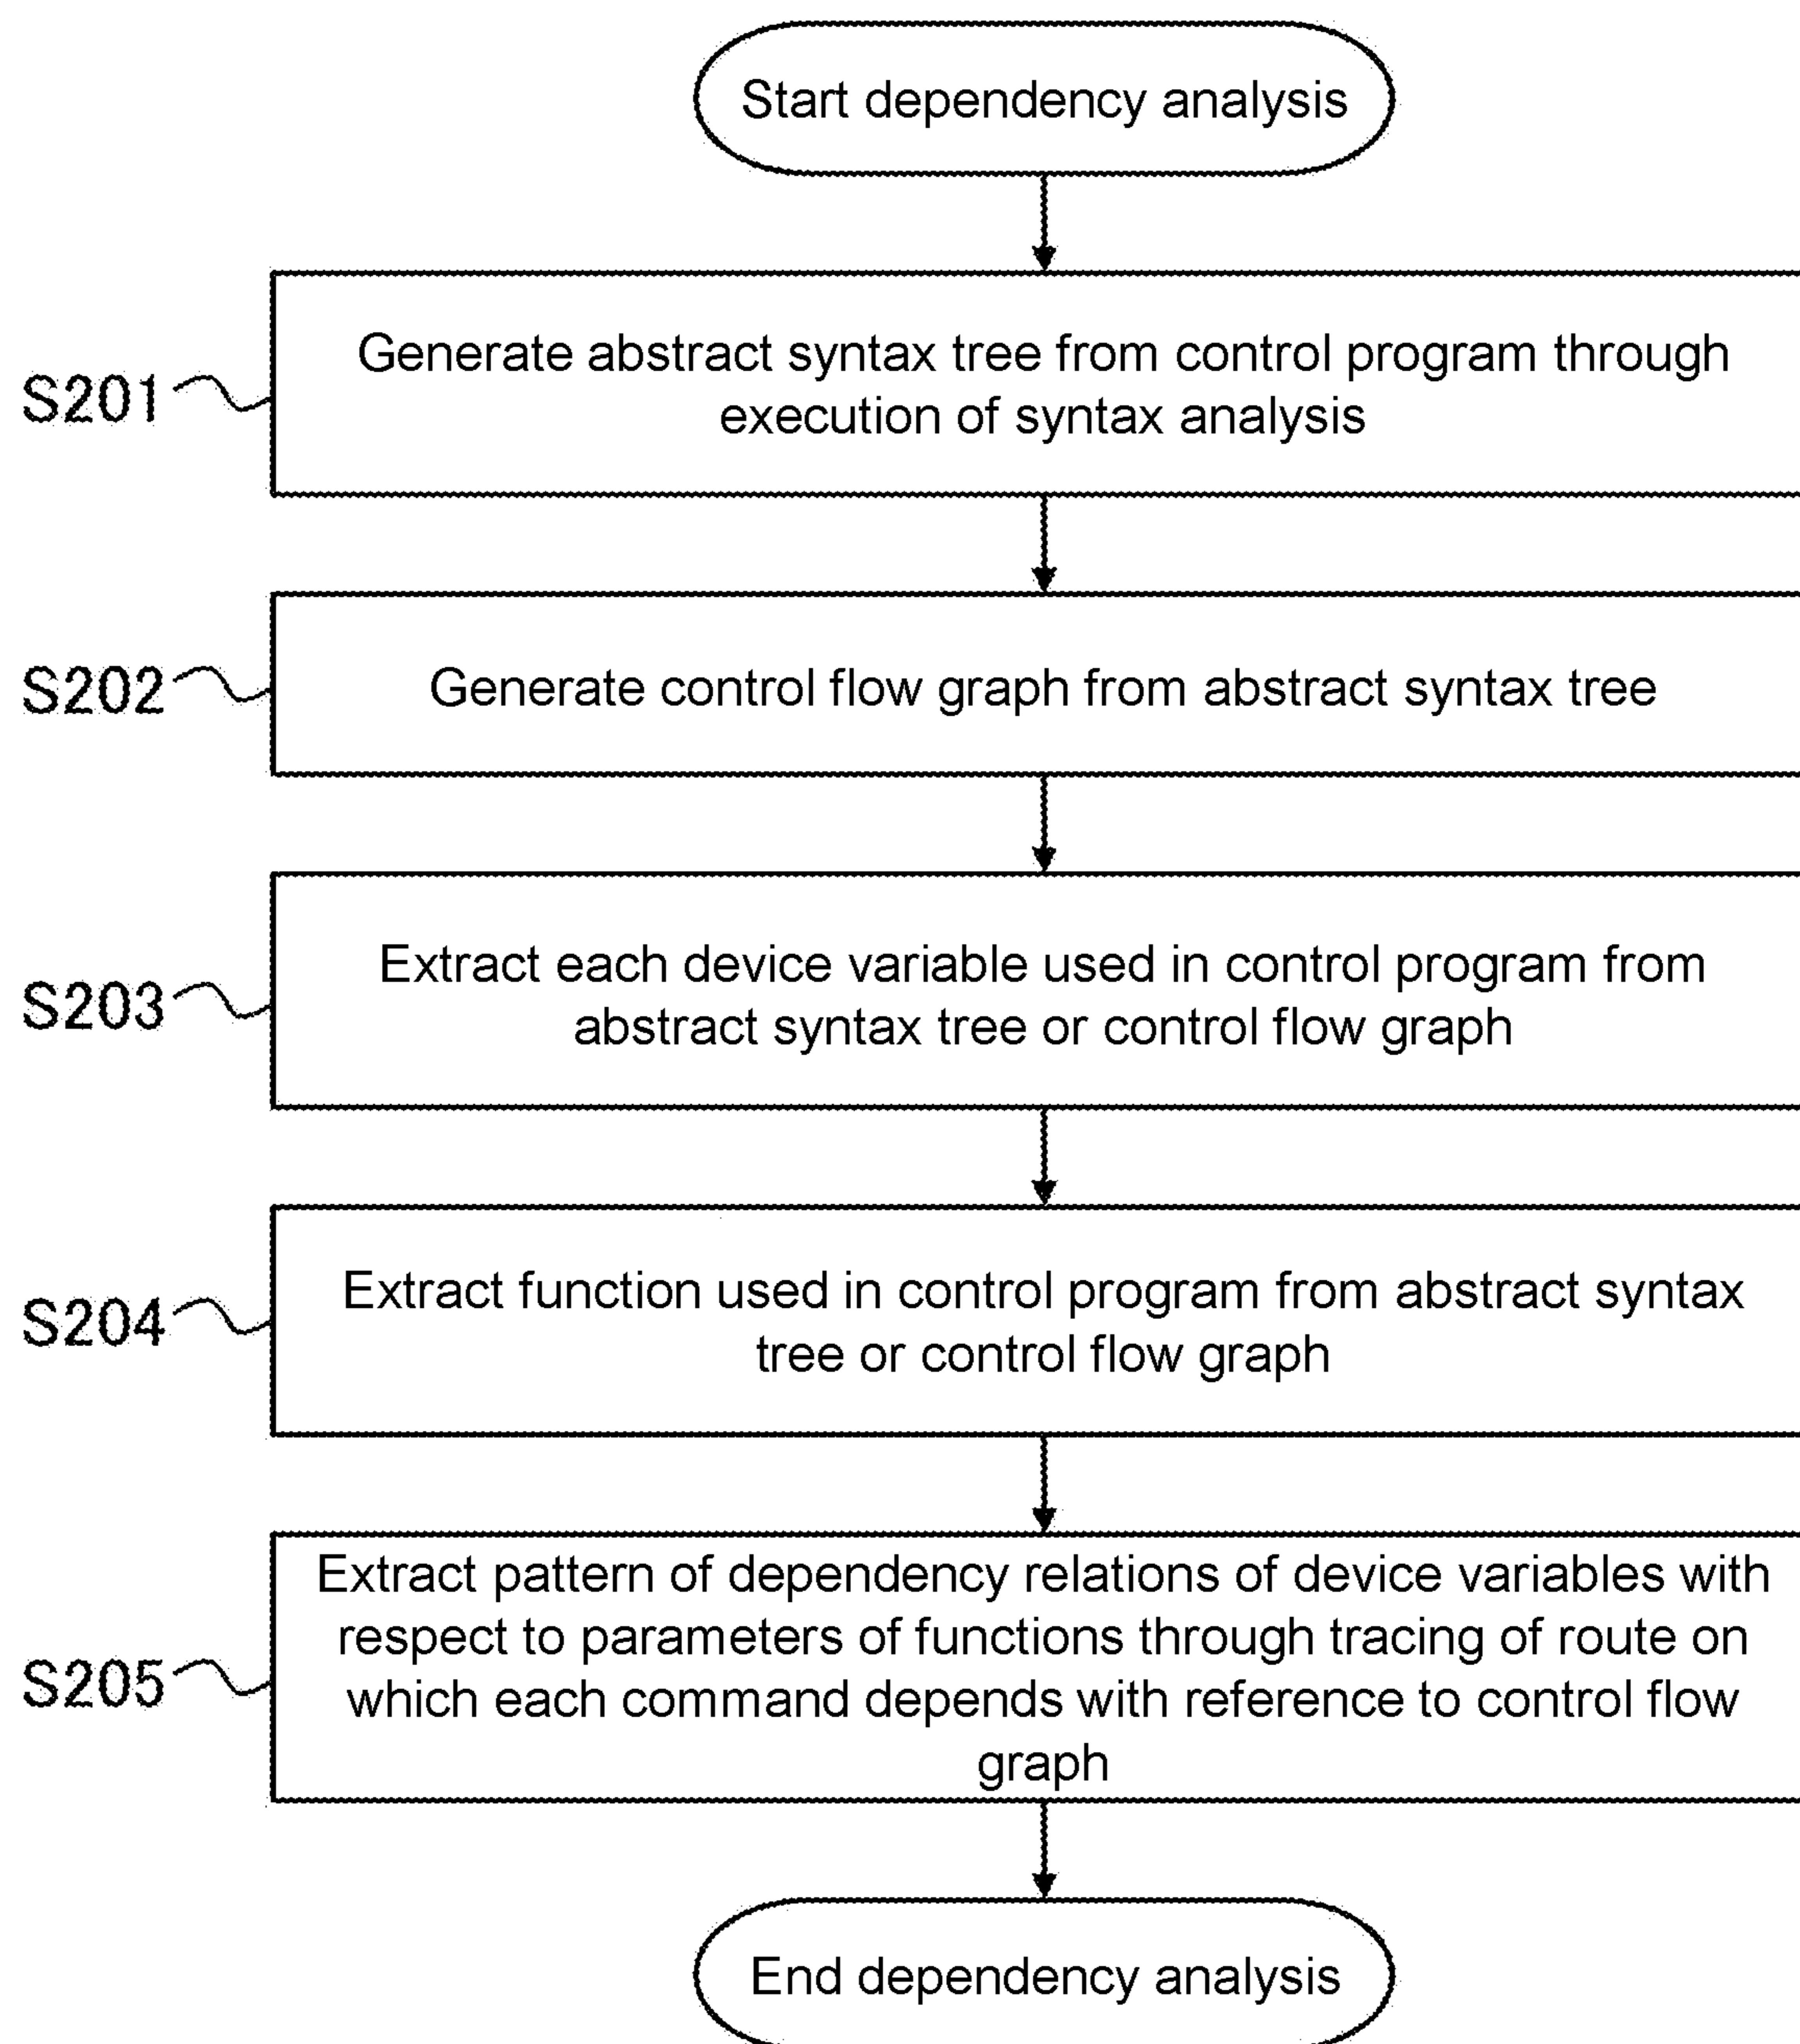 Start dependency analysis
S201
Generate abstract syntax tree from control program through
execution of syntax analysis
S202
Generate control flow graph from abstract syntax tree
S203
Extract each device variable used in control program from
abstract syntax tree or control flow graph
S204
Extract function used in control program from abstract syntax
tree or control flow graph
S205
Extract pattern of dependency relations of device variables with
respect to parameters of functions through tracing of route on
which each command depends with reference to control flow
graph
End dependency analysis